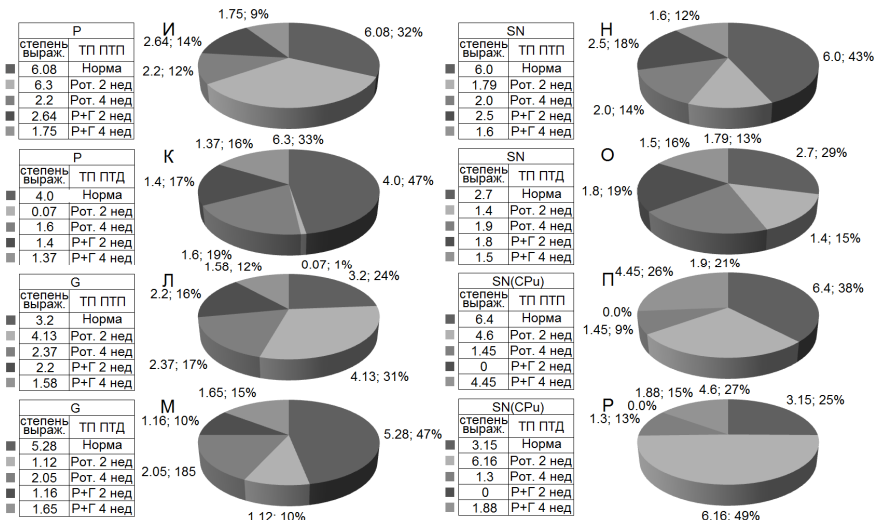 P
степень выраж. ТП ПТП
6.08 Норма
6.3 Рот. 2 нед
2.2 Рот. 4 нед
2.64 Р+Г 2 нед
1.75 Р+Г 4 нед
И
1.75; 9%
6.08; 32%
2.64; 14%
2.2; 12%
6.3; 33%
SN
степень выраж. ТП ПТП
6.0 Норма
1.79 Рот. 2 нед
2.0 Рот. 4 нед
2.5 Р+Г 2 нед
1.6 Р+Г 4 нед
Н
1.6; 12%
2.5; 18%
6.0; 43%
2.0; 14%
1.79; 13%
P
степень выраж. ТП ПТД
4.0 Норма
0.07 Рот. 2 нед
1.6 Рот. 4 нед
1.4 Р+Г 2 нед
1.37 Р+Г 4 нед
К
1.37; 16%
1.4; 17%
4.0; 47%
1.6; 19%
0.07; 1%
SN
степень выраж. ТП ПТД
2.7 Норма
1.4 Рот. 2 нед
1.9 Рот. 4 нед
1.8 Р+Г 2 нед
1.5 Р+Г 4 нед
О
1.5; 16%
2.7; 29%
1.8; 19%
1.4; 15%
1.9; 21%
G
степень выраж. ТП ПТП
3.2 Норма
4.13 Рот. 2 нед
2.37 Рот. 4 нед
2.2 Р+Г 2 нед
1.58 Р+Г 4 нед
Л
1.58, 12%
3.2; 24%
2.2; 16%
2.37; 17%
4.13; 31%
SN(CPu)
степень выраж. ТП ПТП
6.4 Норма
4.6 Рот. 2 нед
1.45 Рот. 4 нед
0 Р+Г 2 нед
4.45 Р+Г 4 нед
П
4.45; 26%
6.4; 38%
0.0%
1.45; 9%
4.6; 27%
G
степень выраж. ТП ПТД
5.28 Норма
1.12 Рот. 2 нед
2.05 Рот. 4 нед
1.16 Р+Г 2 нед
1.65 Р+Г 4 нед
М
1.65; 15%
1.16; 10%
5.28; 47%
2.05; 185
1.12; 10%
SN(CPu)
степень выраж. ТП ПТД
3.15 Норма
6.16 Рот. 2 нед
1.3 Рот. 4 нед
0 Р+Г 2 нед
1.88 Р+Г 4 нед
Р
1.88; 15%
3.15; 25%
0.0%
1.3; 13%
6.16; 49%